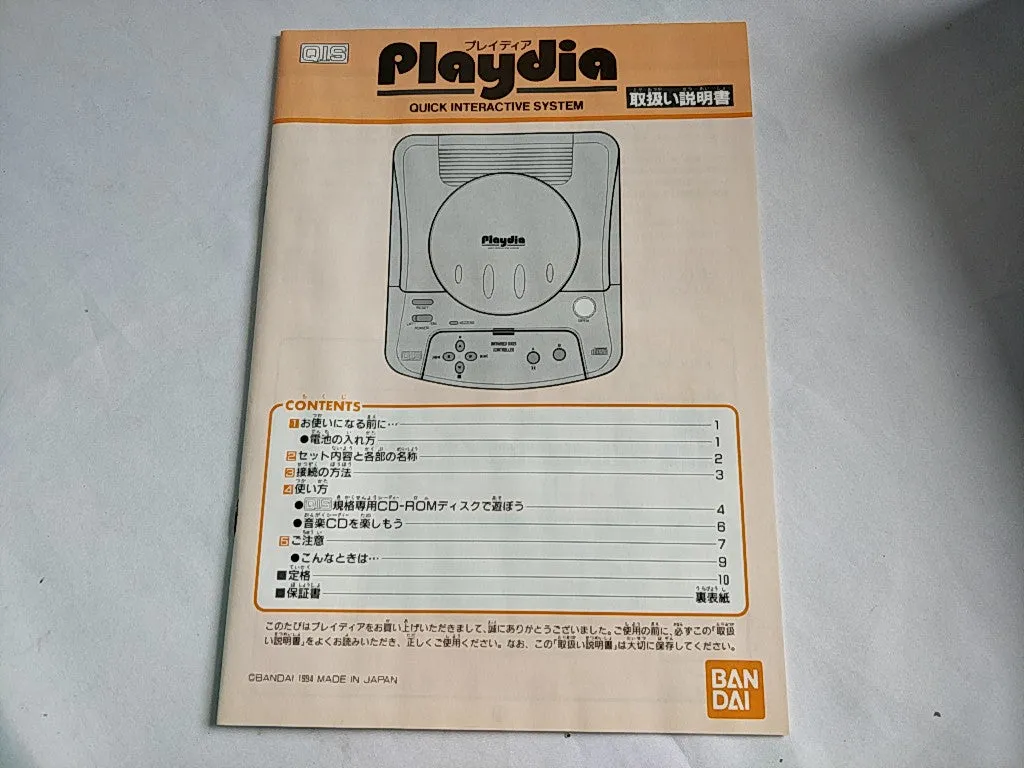 QIS
プレイディア
Playdia
QUICK INTERACTIVE SYSTEM
取扱い説明書
Playdia
RESET
OFF ON
POWER
ACCESS
OPEN
QIS
INFRARED RAYS
CONTROLLER
A
B
CONTENTS
1 お使いになる前に… 1
●電池の入れ方 1
2 セット内容と各部の名称 2
3 接続の方法 3
4 使い方
●QIS規格専用CD-ROMディスクで遊ぼう 4
●音楽CDを楽しもう 6
5 ご注意 7
●こんなときは… 9
■定格 10
■保証書 裏表紙
このたびはプレイディアをお買い上げいただきまして、誠にありがとうございました。ご使用の前に、必ずこの「取扱
い説明書」をよくお読みいただき、正しくご使用ください。なお、この「取扱い説明書」は大切に保存してください。
©BANDAI 1994 MADE IN JAPAN
BAN
DAI